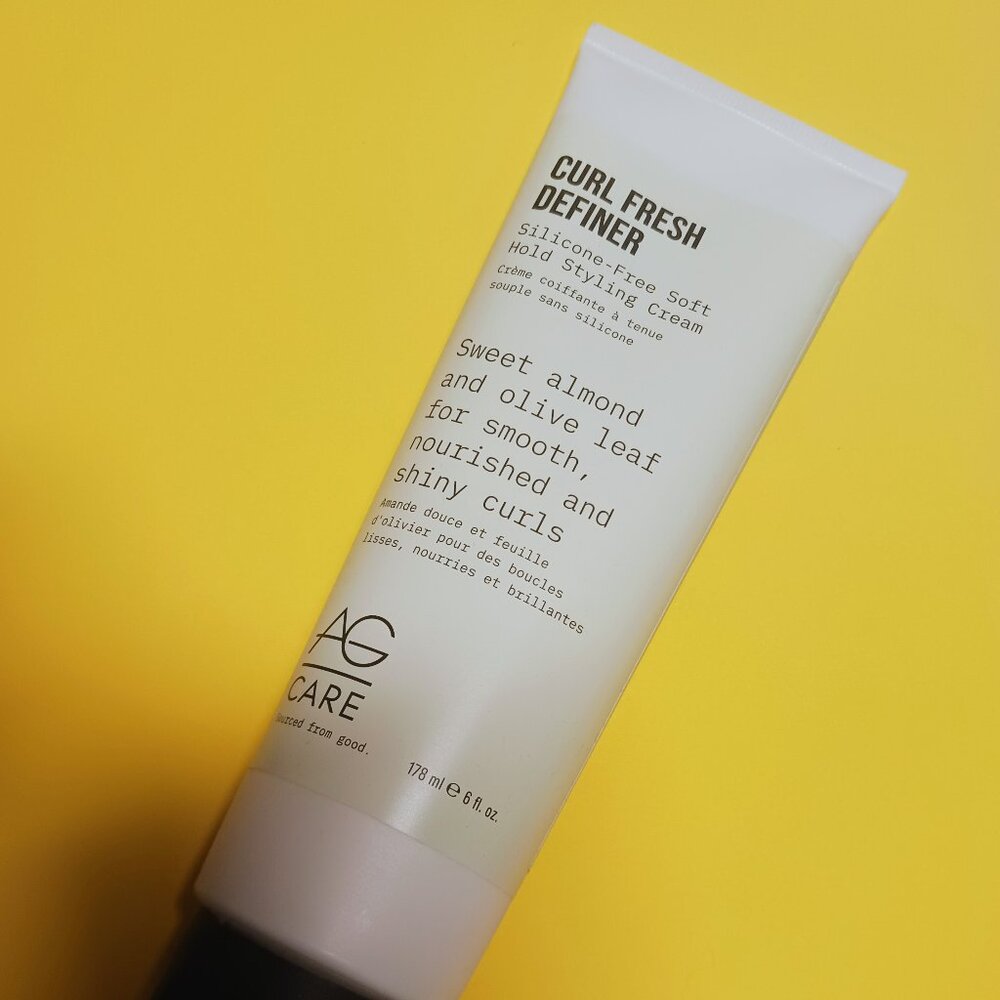 CURL FRESH
DEFINER
Silicone-Free Soft
Hold Styling Cream
Crème coiffante à tenue
souple sans silicone
Sweet almond
and olive leaf
for smooth,
nourished and
shiny curls
Amande douce et feuille
d'olivier pour des boucles
lisses, nourries et brillantes
AG
CARE
Sourced from good.
178 ml ℮ 6 fl. oz.